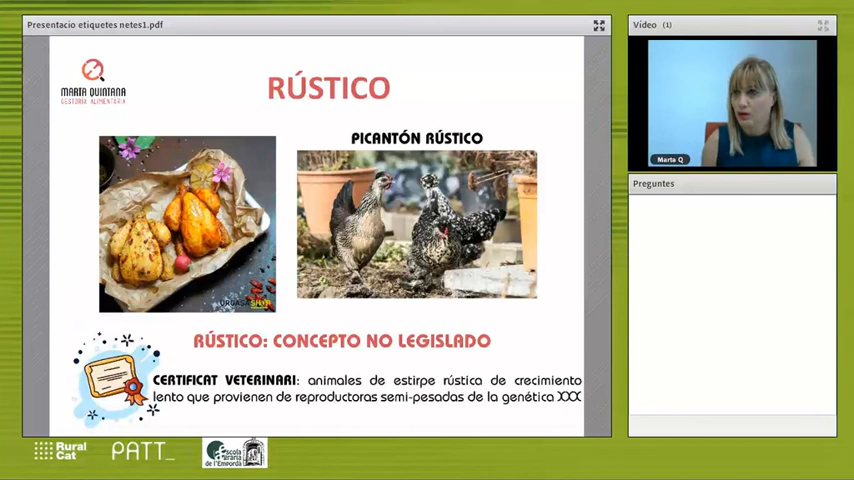 Presentacio etiquetes netes1.pdf
MARTA QUINTANA
GESTORIA ALIMENTARIA
RÚSTICO
PICANTÓN RÚSTICO
RÚSTICO: CONCEPTO NO LEGISLADO
CERTIFICAT VETERINARI: animales de estirpe rústica de crecimiento
lento que provienen de reproductoras semi-pesadas de la genética XXX
Vídeo (1)
Marta Q
Preguntes
Rural
Cat
PATT_
escola
agrària
de l'Empordà